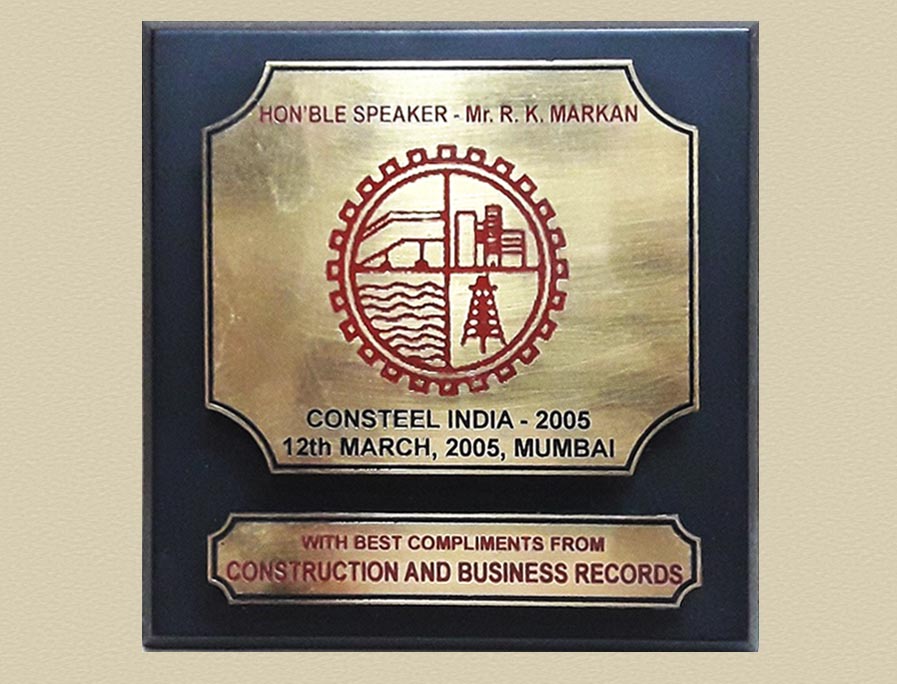 HON'BLE SPEAKER - Mr. R. K. MARKAN
CONSTEEL INDIA - 2005
12th MARCH, 2005, MUMBAI
WITH BEST COMPLIMENTS FROM
CONSTRUCTION AND BUSINESS RECORDS